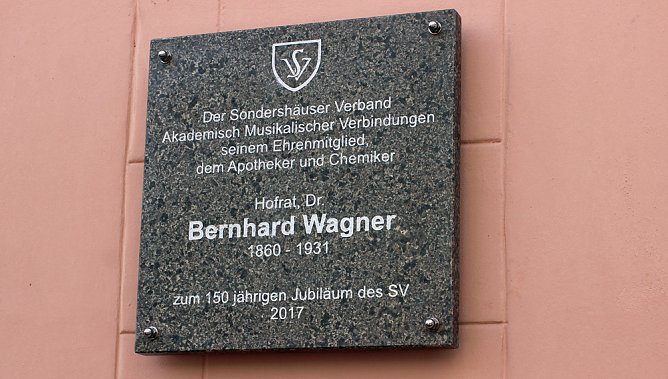 SV
Der Sondershäuser Verband
Akademisch Musikalischer Verbindungen
seinem Ehrenmitglied,
dem Apotheker und Chemiker
Hofrat, Dr.
Bernhard Wagner
1860 - 1931
zum 150 jährigen Jubiläum des SV
2017